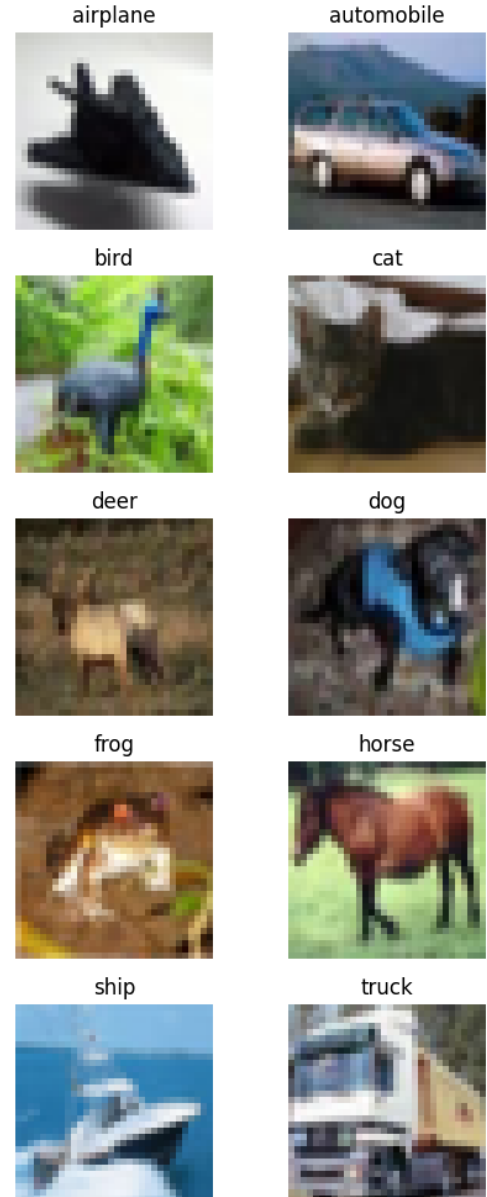 airplane
automobile
bird
cat
deer
dog
frog
horse
ship
truck